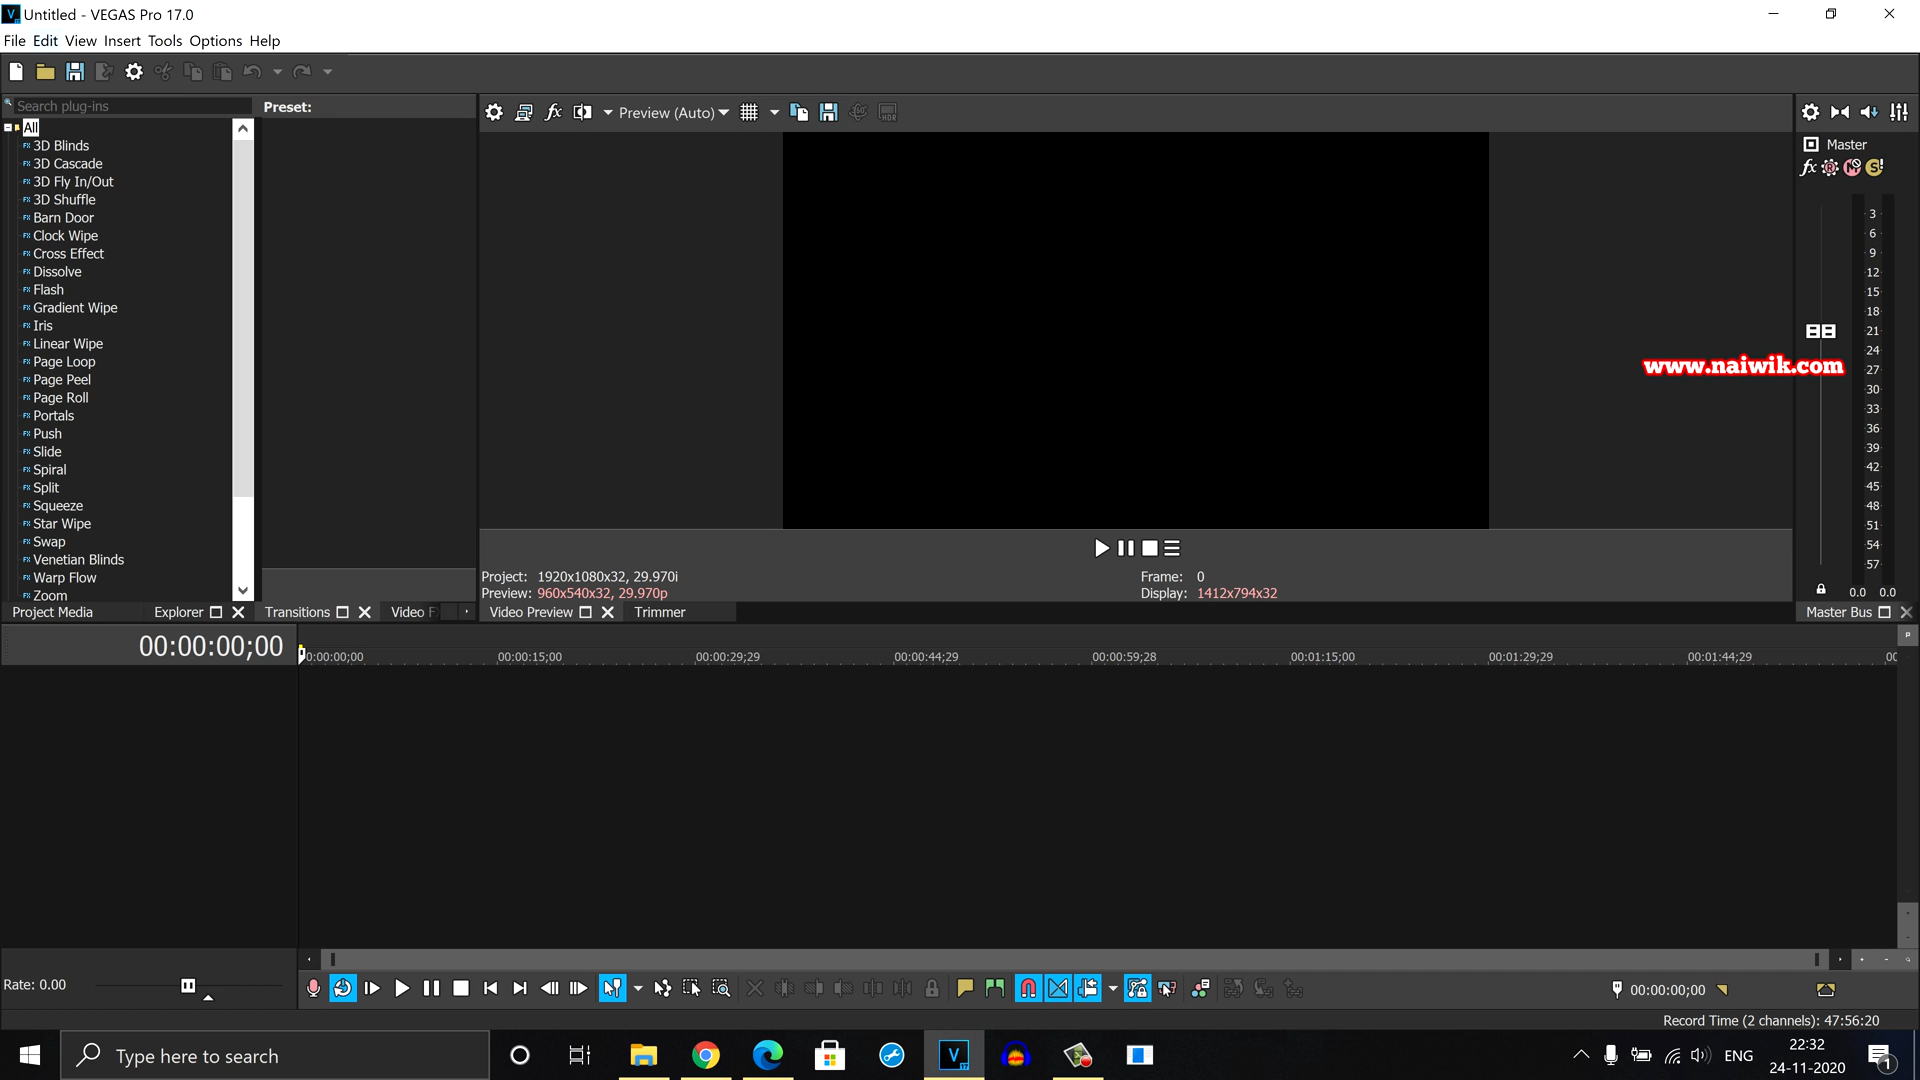 Untitled - VEGAS Pro 17.0
File Edit View Insert Tools Options Help
Search plug-ins
Preset:
All
3D Blinds
3D Cascade
3D Fly In/Out
3D Shuffle
Barn Door
Clock Wipe
Cross Effect
Dissolve
Flash
Gradient Wipe
Iris
Linear Wipe
Page Loop
Page Peel
Page Roll
Portals
Push
Slide
Spiral
Split
Squeeze
Star Wipe
Swap
Venetian Blinds
Warp Flow
Zoom
Project Media
Explorer
Transitions
Video F
Preview (Auto)
Project: 1920x1080x32, 29.970i
Preview: 960x540x32, 29.970p
Frame: 0
Display: 1412x794x32
Video Preview
Trimmer
Master
3
6
9
12
15
18
21
24
27
30
33
36
39
42
45
48
51
54
57
0.0 0.0
Master Bus
www.naiwik.com
00:00:00;00
0:00:00;00 00:00:15;00 00:00:29;29 00:00:44;29 00:00:59;28 00:01:15;00 00:01:29;29 00:01:44;29 00
Rate: 0.00
00:00:00;00
Record Time (2 channels): 47:56:20
Type here to search
ENG
22:32
24-11-2020
1